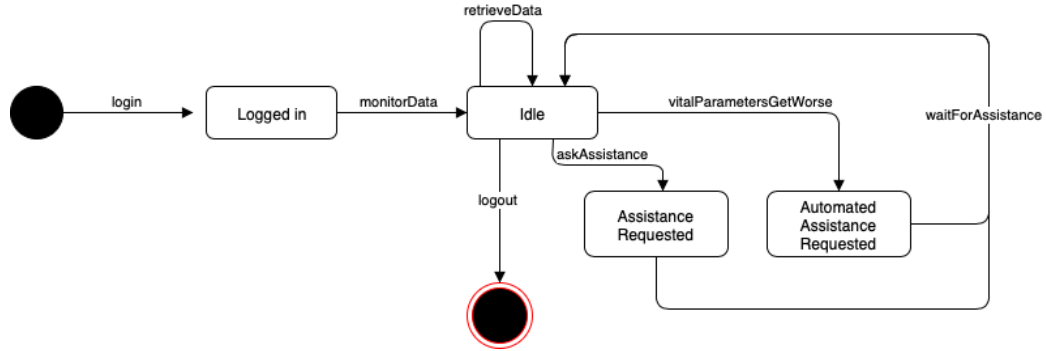 retrieveData
login
Logged in
monitorData
Idle
vitalParametersGetWorse
waitForAssistance
askAssistance
logout
Assistance
Requested
Automated
Assistance
Requested